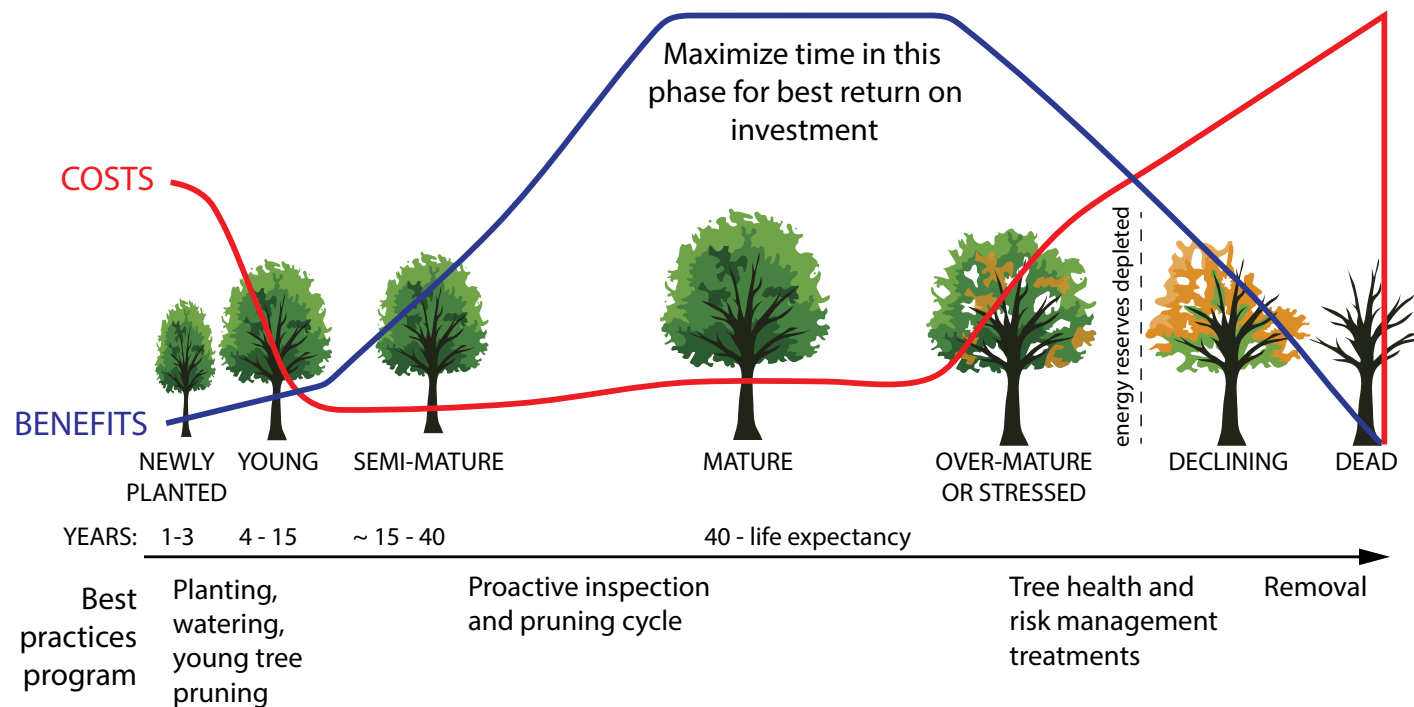 Maximize time in this
phase for best return on
investment
COSTS
BENEFITS
energy reserves depleted
NEWLY
PLANTED
YOUNG
SEMI-MATURE
MATURE
OVER-MATURE
OR STRESSED
DECLINING
DEAD
YEARS:
1-3
4 - 15
~ 15 - 40
40 - life expectancy
Best
practices
program
Planting,
watering,
young tree
pruning
Proactive inspection
and pruning cycle
Tree health and
risk management
treatments
Removal